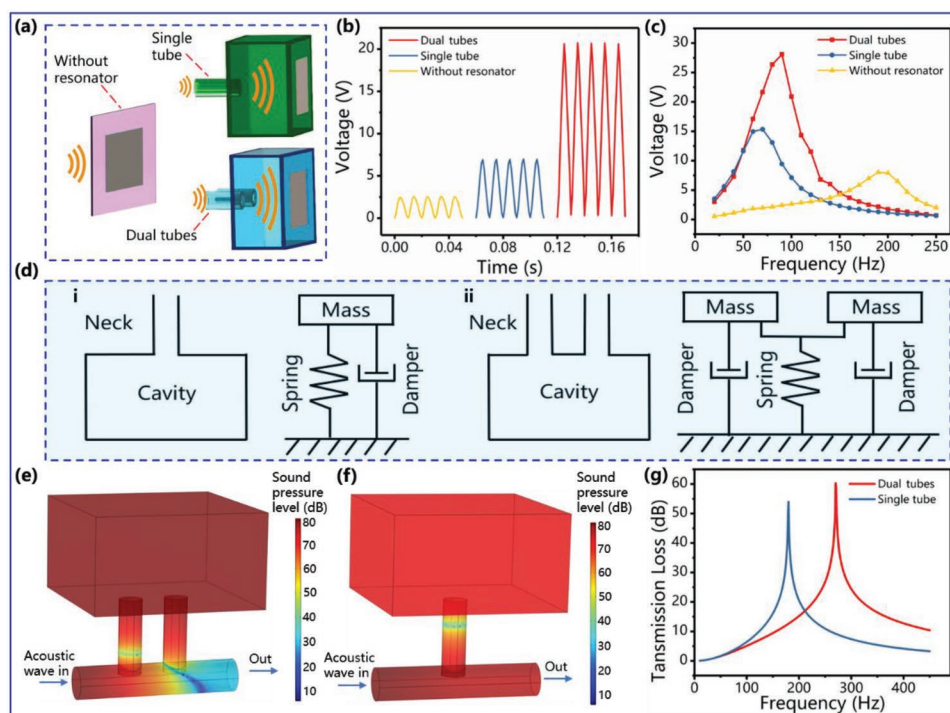 (a)
Without
resonator
Single
tube
Dual tubes
(b)
Dual tubes
Single tube
Without resonator
Voltage (V)
20
15
10
5
0
0.00
0.04
0.08
0.12
0.16
Time (s)
(c)
Dual tubes
Single tube
Without resonator
Voltage (V)
30
25
20
15
10
5
0
0
50
100
150
200
250
Frequency (Hz)
(d)
i
Neck
Cavity
Mass
Spring
Damper
ii
Neck
Cavity
Mass
Mass
Damper
Spring
Damper
(e)
Sound
pressure
level (dB)
80
70
60
50
40
30
20
10
Acoustic
wave in
Out
(f)
Sound
pressure
level (dB)
80
70
60
50
40
30
20
10
Acoustic
wave in
Out
(g)
Dual tubes
Single tube
Tansmission Loss (dB)
60
50
40
30
20
10
0
0
100
200
300
400
Frequency (Hz)